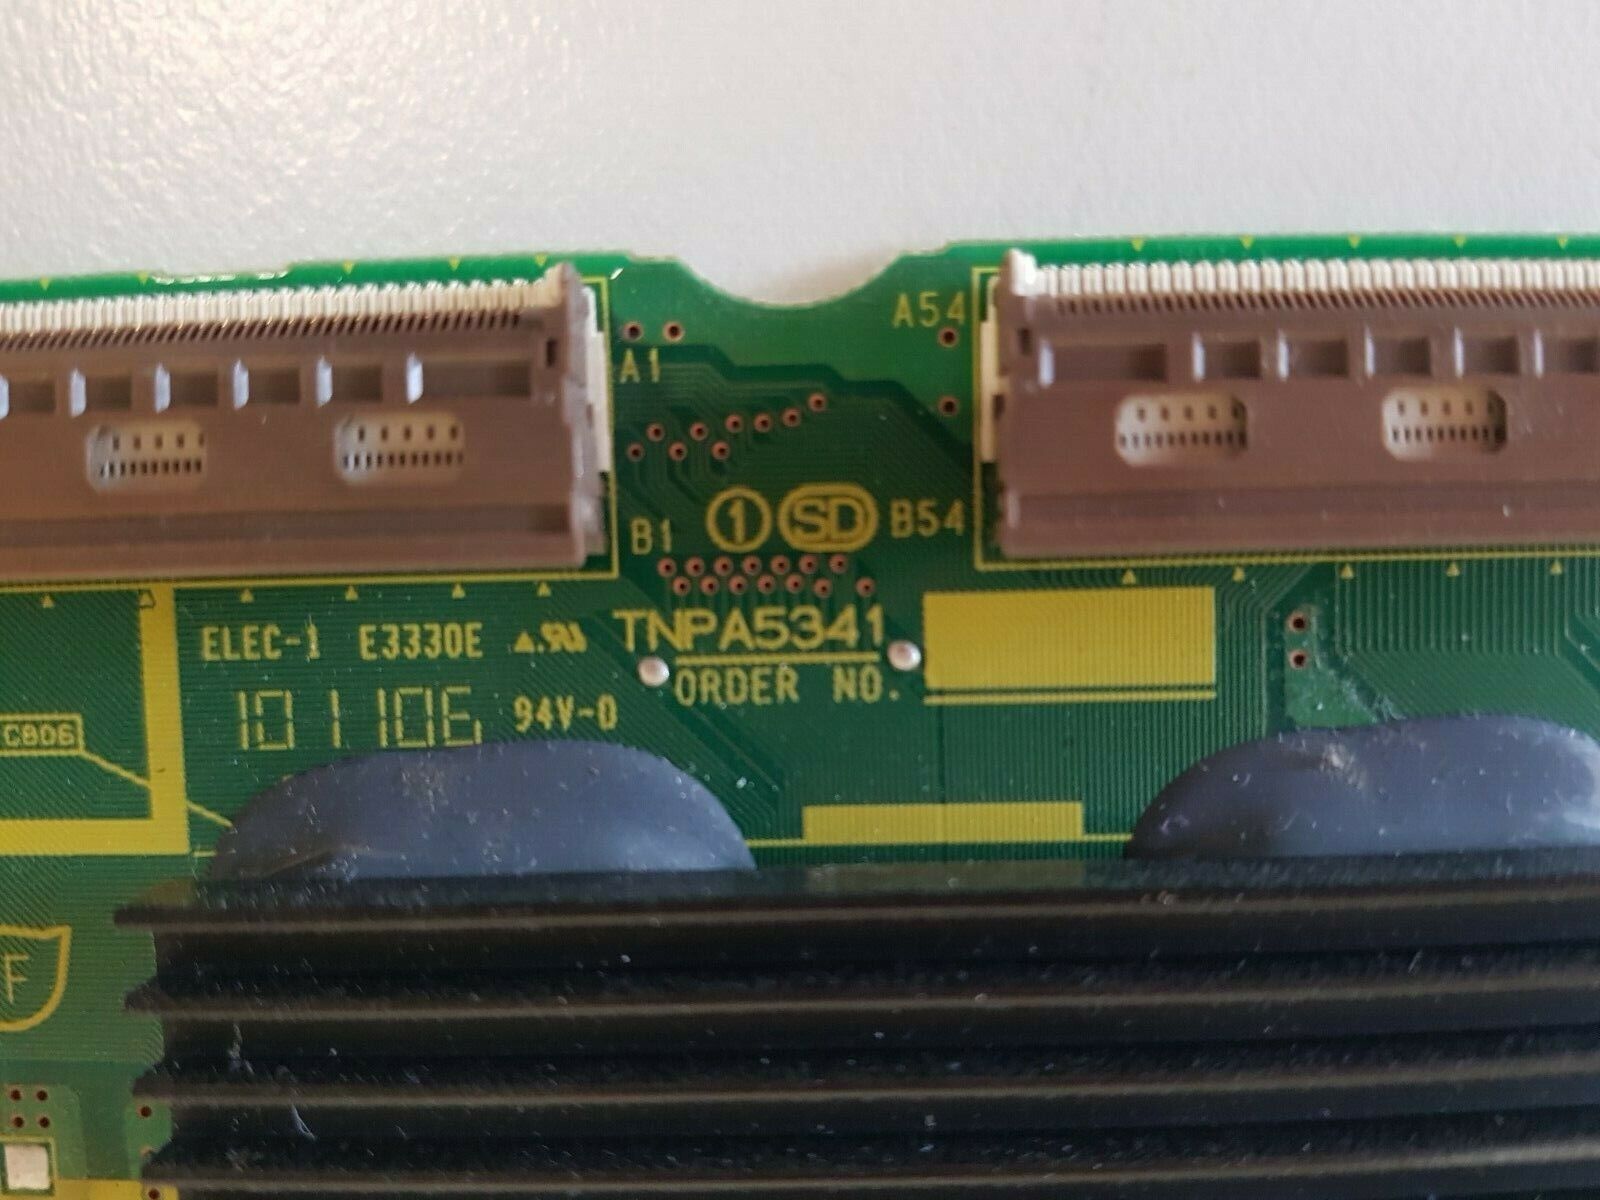 A54
A1
B1 1 SD B54
ELEC-1 E3330E TNPA5341
ORDER NO.
101106 94V-0
C806
F